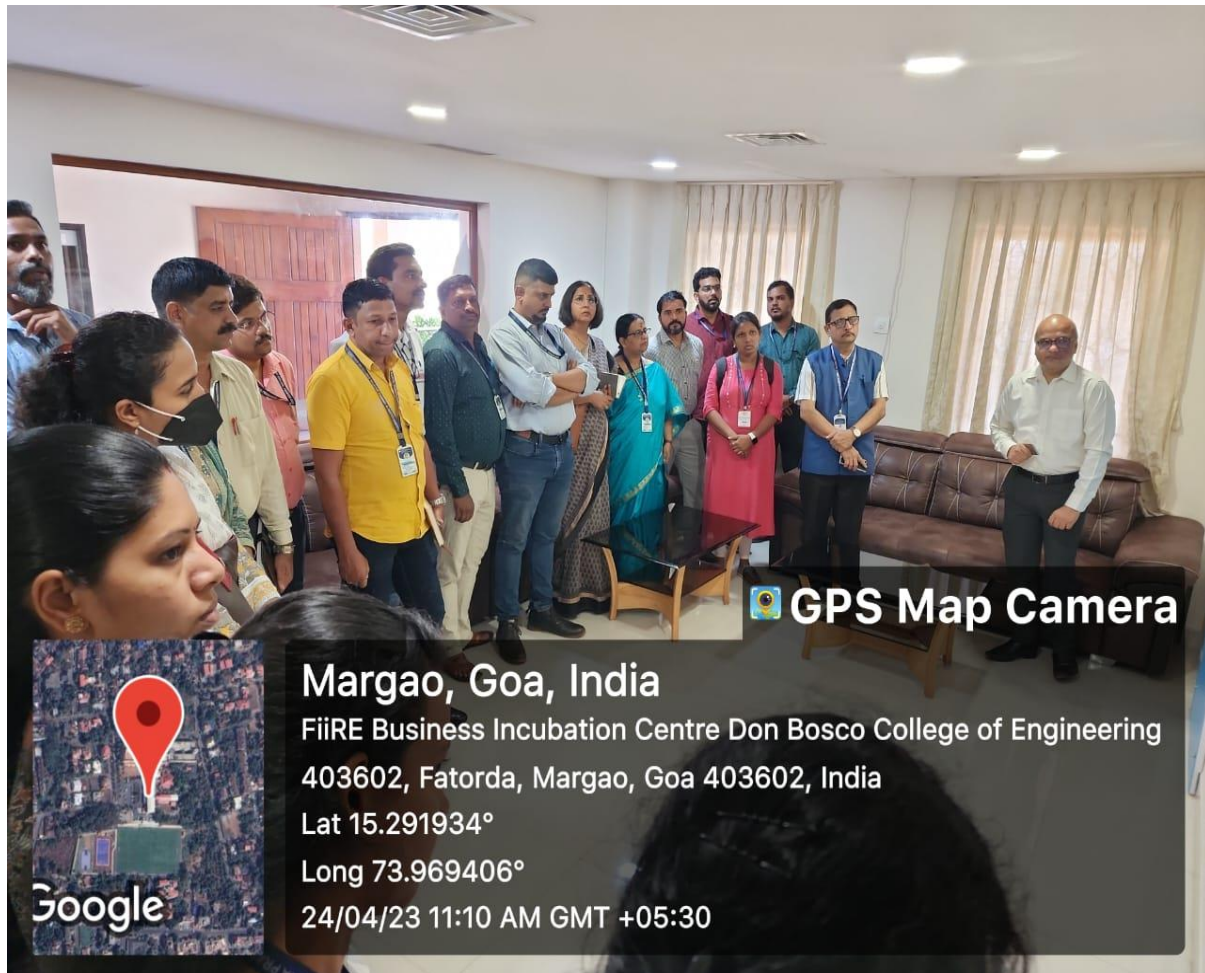 GPS Map Camera
Margao, Goa, India
FiiRE Business Incubation Centre Don Bosco College of Engineering
403602, Fatorda, Margao, Goa 403602, India
Lat 15.291934°
Long 73.969406°
24/04/23 11:10 AM GMT +05:30
Google